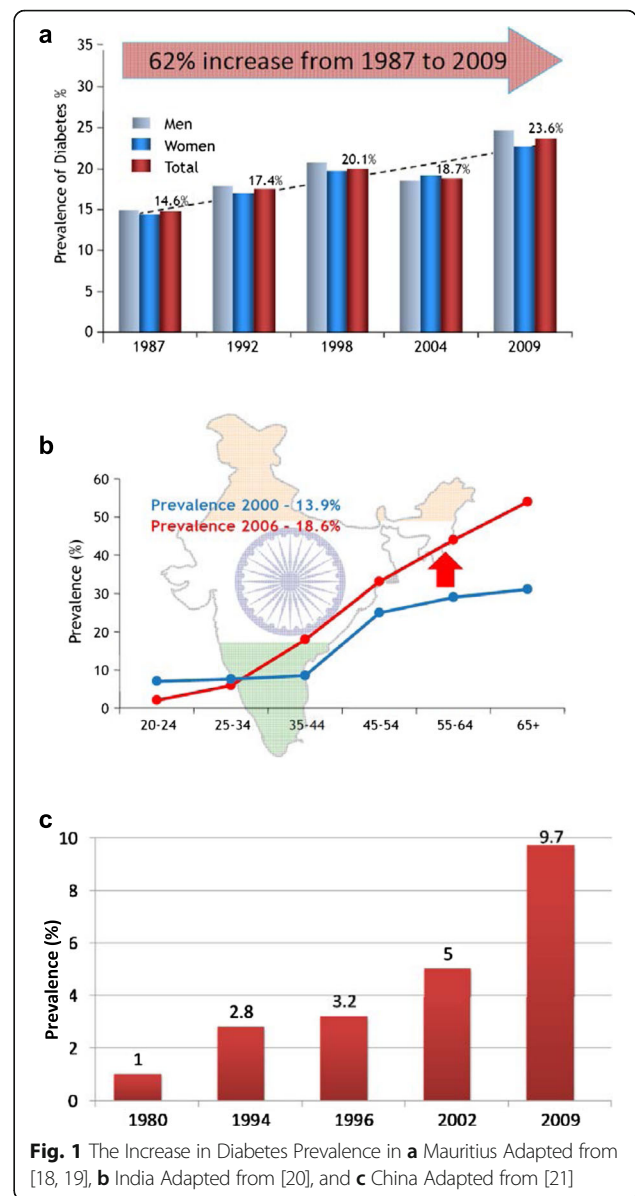 a
35
62% increase from 1987 to 2009
30
Prevalence of Diabetes %
Men
Women
Total
25
20
15
10
5
0
14.6%
17.4%
20.1%
18.7%
23.6%
1987 1992 1998 2004 2009
b
60
50
40
30
20
10
0
Prevalence (%)
Prevalence 2000 - 13.9%
Prevalence 2006 - 18.6%
20-24 25-34 35-44 45-54 55-64 65+
c
10
8
6
4
2
0
Prevalence (%)
1
2.8
3.2
5
9.7
1980 1994 1996 2002 2009
Fig. 1 The Increase in Diabetes Prevalence in a Mauritius Adapted from
[18, 19], b India Adapted from [20], and c China Adapted from [21]